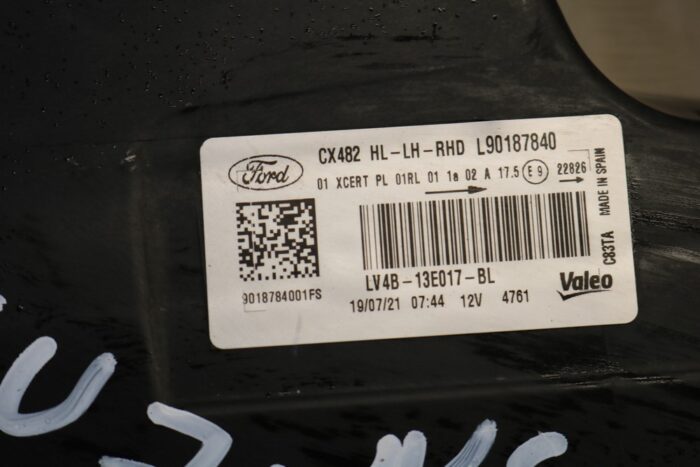 Ford
CX482 HL-LH-RHD L90187840
01 XCERT PL 01RL 01 1a 02 A 17.5 E9 22826
MADE IN SPAIN
C83TA
LV4B-13E017-BL
9018784001FS
19/07/21 07:44 12V 4761
Valeo